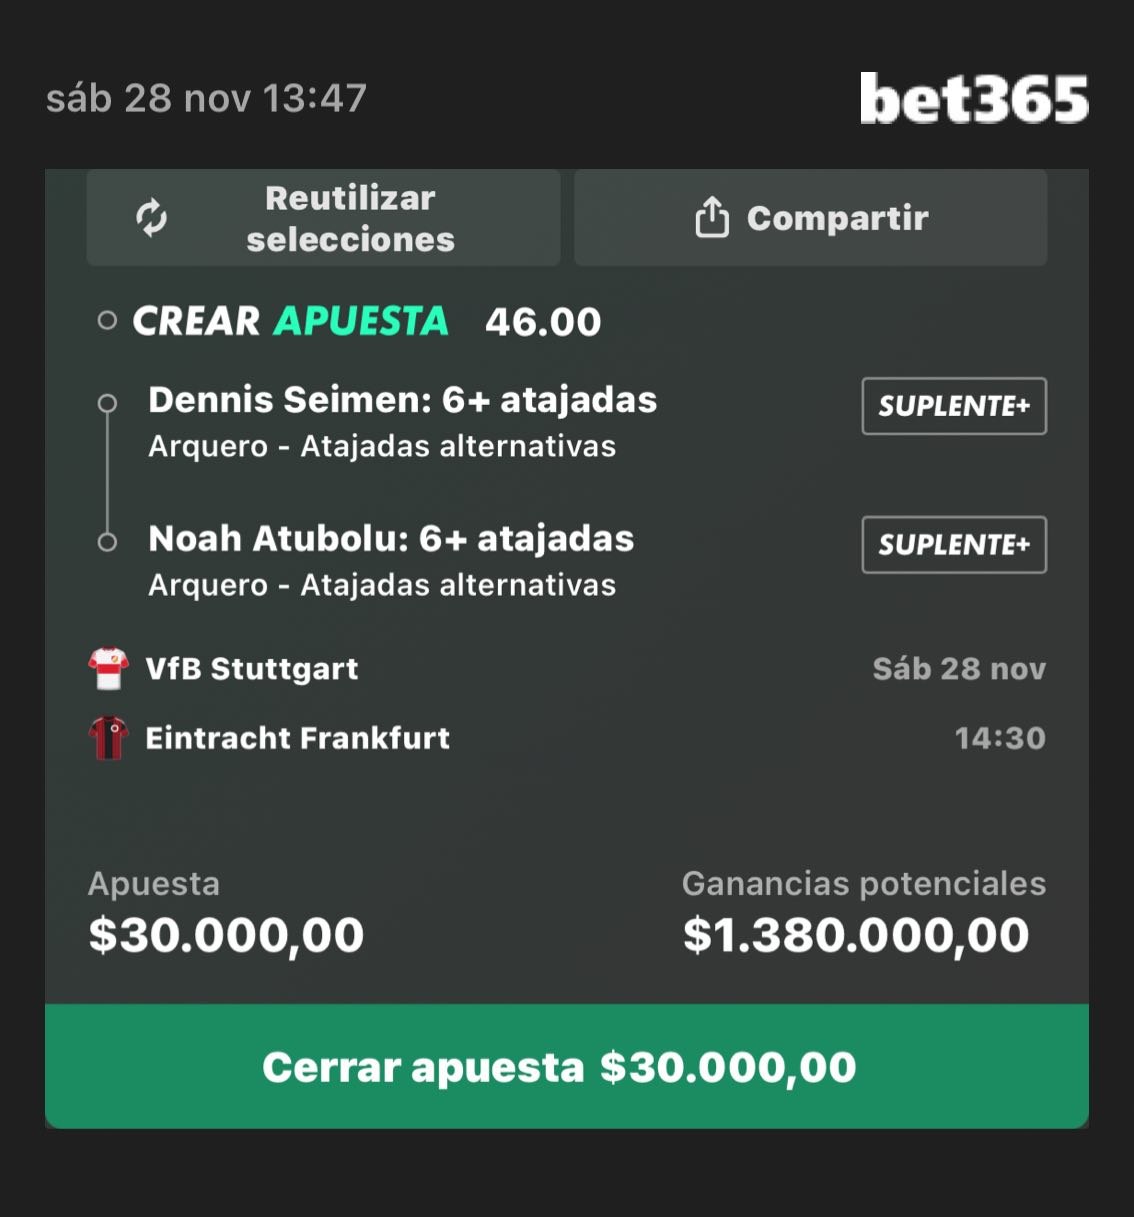 sáb 28 nov 13:47
bet365
Reutilizar
selecciones
Compartir
CREAR APUESTA 46.00
Dennis Seimen: 6+ atajadas
SUPLENTE+
Arquero - Atajadas alternativas
Noah Atubolu: 6+ atajadas
SUPLENTE+
Arquero - Atajadas alternativas
VfB Stuttgart
Sáb 28 nov
Eintracht Frankfurt
14:30
Apuesta
Ganancias potenciales
$30.000,00
$1.380.000,00
Cerrar apuesta $30.000,00